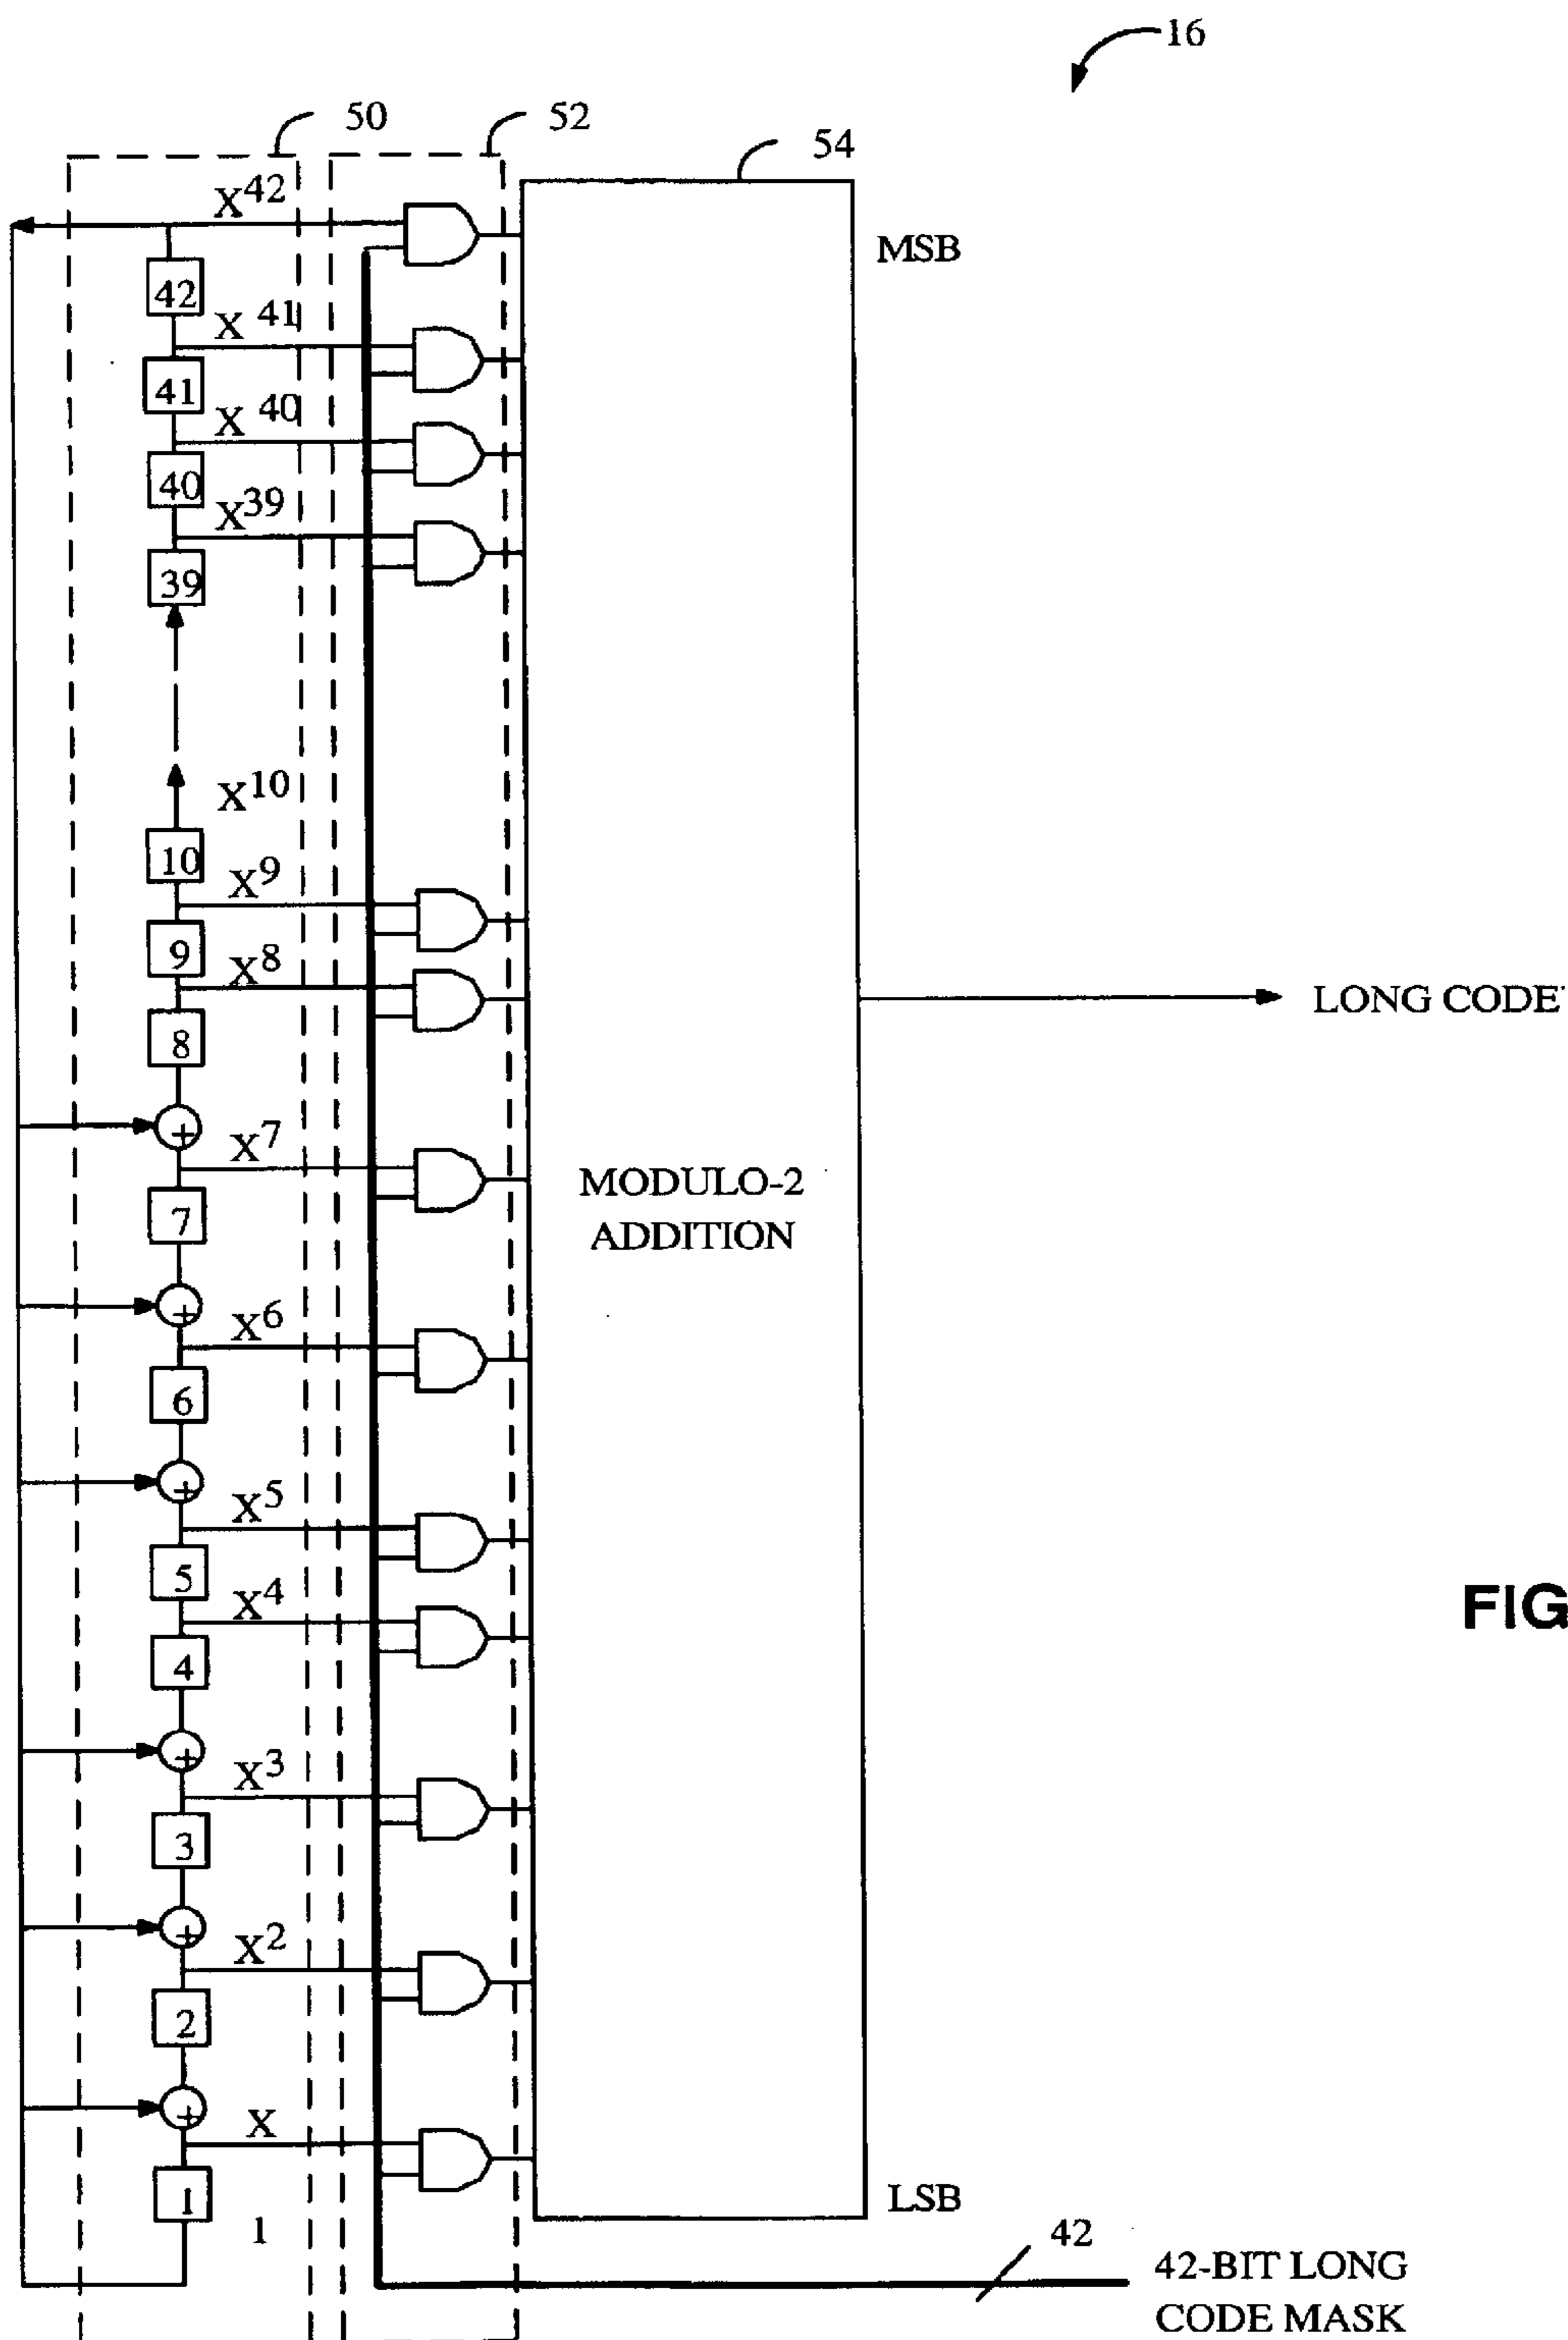 16
50
52
54
X42
MSB
42
X 41
41
X 40
40
X39
39
X10
10
X9
9
X8
8
LONG CODE
X7
MODULO-2
ADDITION
7
X6
6
X5
5
X4
FIG
4
X3
3
X2
2
X
1
LSB
1
42
42-BIT LONG
CODE MASK